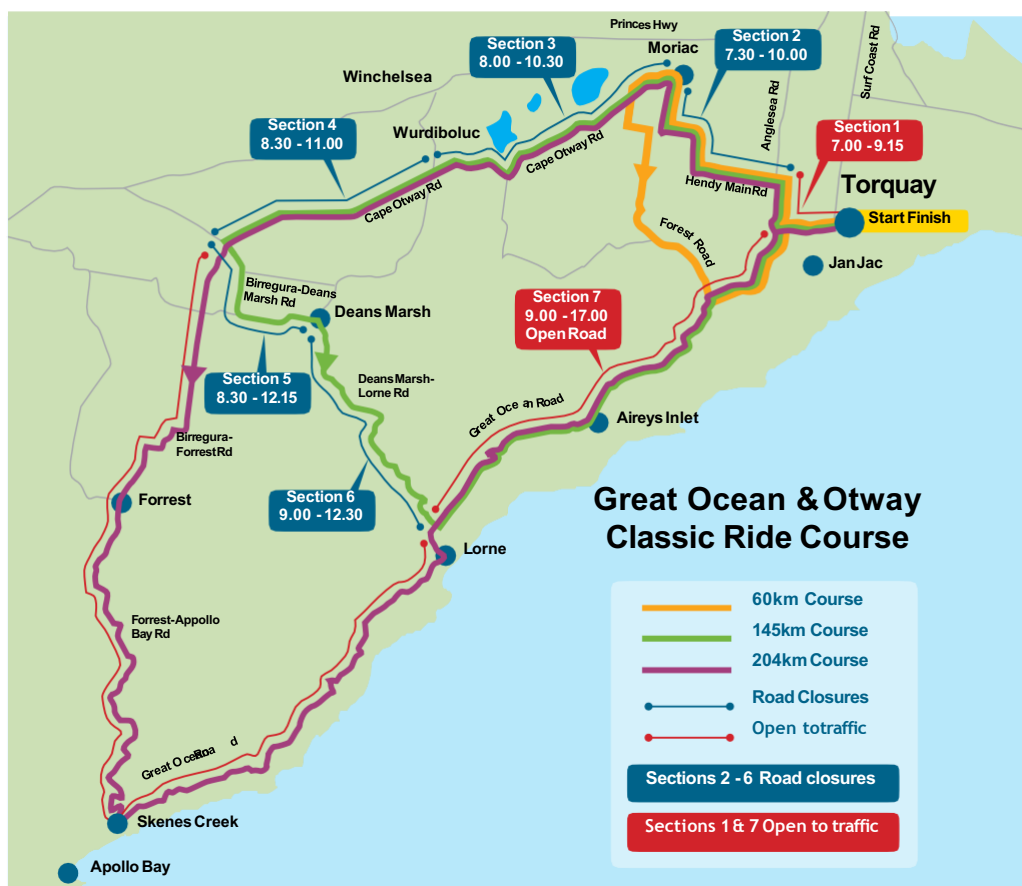 Princes Hwy
Surf Coast Rd
Section 2
7.30 - 10.00
Moriac
Section 3
8.00 - 10.30
Winchelsea
Anglesea Rd
Section 4
8.30 - 11.00
Wurdiboluc
Section 1
7.00 - 9.15
Cape Otway Rd
Cape Otway Rd
Hendy Main Rd
Torquay
Start Finish
Forest Road
Jan Jac
Birregura-Deans
Marsh Rd
Deans Marsh
Section 7
9.00 - 17.00
Open Road
Section 5
8.30 - 12.15
Deans Marsh-
Lorne Rd
Great Ocean Road
Aireys Inlet
Birregura-
Forrest Rd
Forrest
Section 6
9.00 - 12.30
Lorne
Great Ocean & Otway
Classic Ride Course
60km Course
145km Course
204km Course
Road Closures
Open totraffic
Sections 2 - 6 Road closures
Sections 1 & 7 Open to traffic
Forrest-Appollo
Bay Rd
Great Ocean Road
Skenes Creek
Apollo Bay